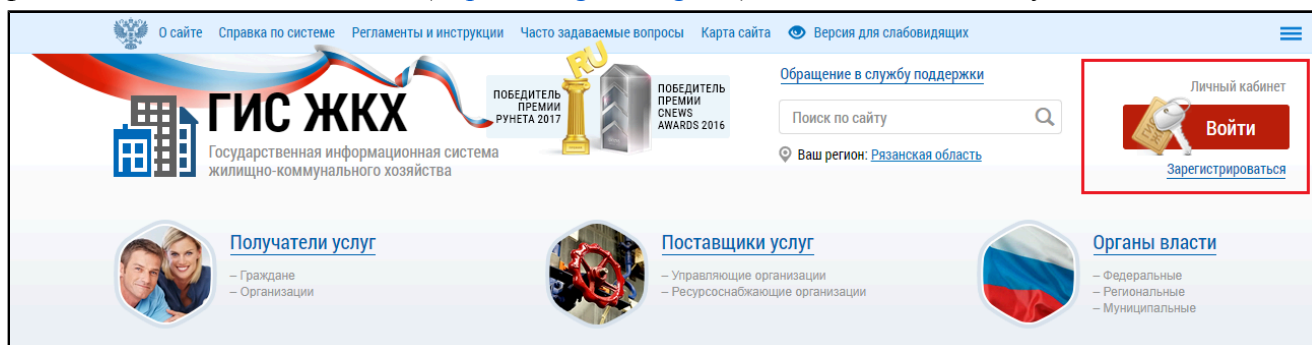 О сайте Справка по системе Регламенты и инструкции Часто задаваемые вопросы Карта сайта Версия для слабовидящих
ГИС ЖКХ
Государственная информационная система
жилищно-коммунального хозяйства
ПОБЕДИТЕЛЬ
ПРЕМИИ
РУНЕТА 2017
RU
ПОБЕДИТЕЛЬ
ПРЕМИИ
CNEWS
AWARDS 2016
Обращение в службу поддержки
Поиск по сайту
Ваш регион: Рязанская область
Личный кабинет
Войти
Зарегистрироваться
Получатели услуг
– Граждане
– Организации
Поставщики услуг
– Управляющие организации
– Ресурсоснабжающие организации
Органы власти
– Федеральные
– Региональные
– Муниципальные